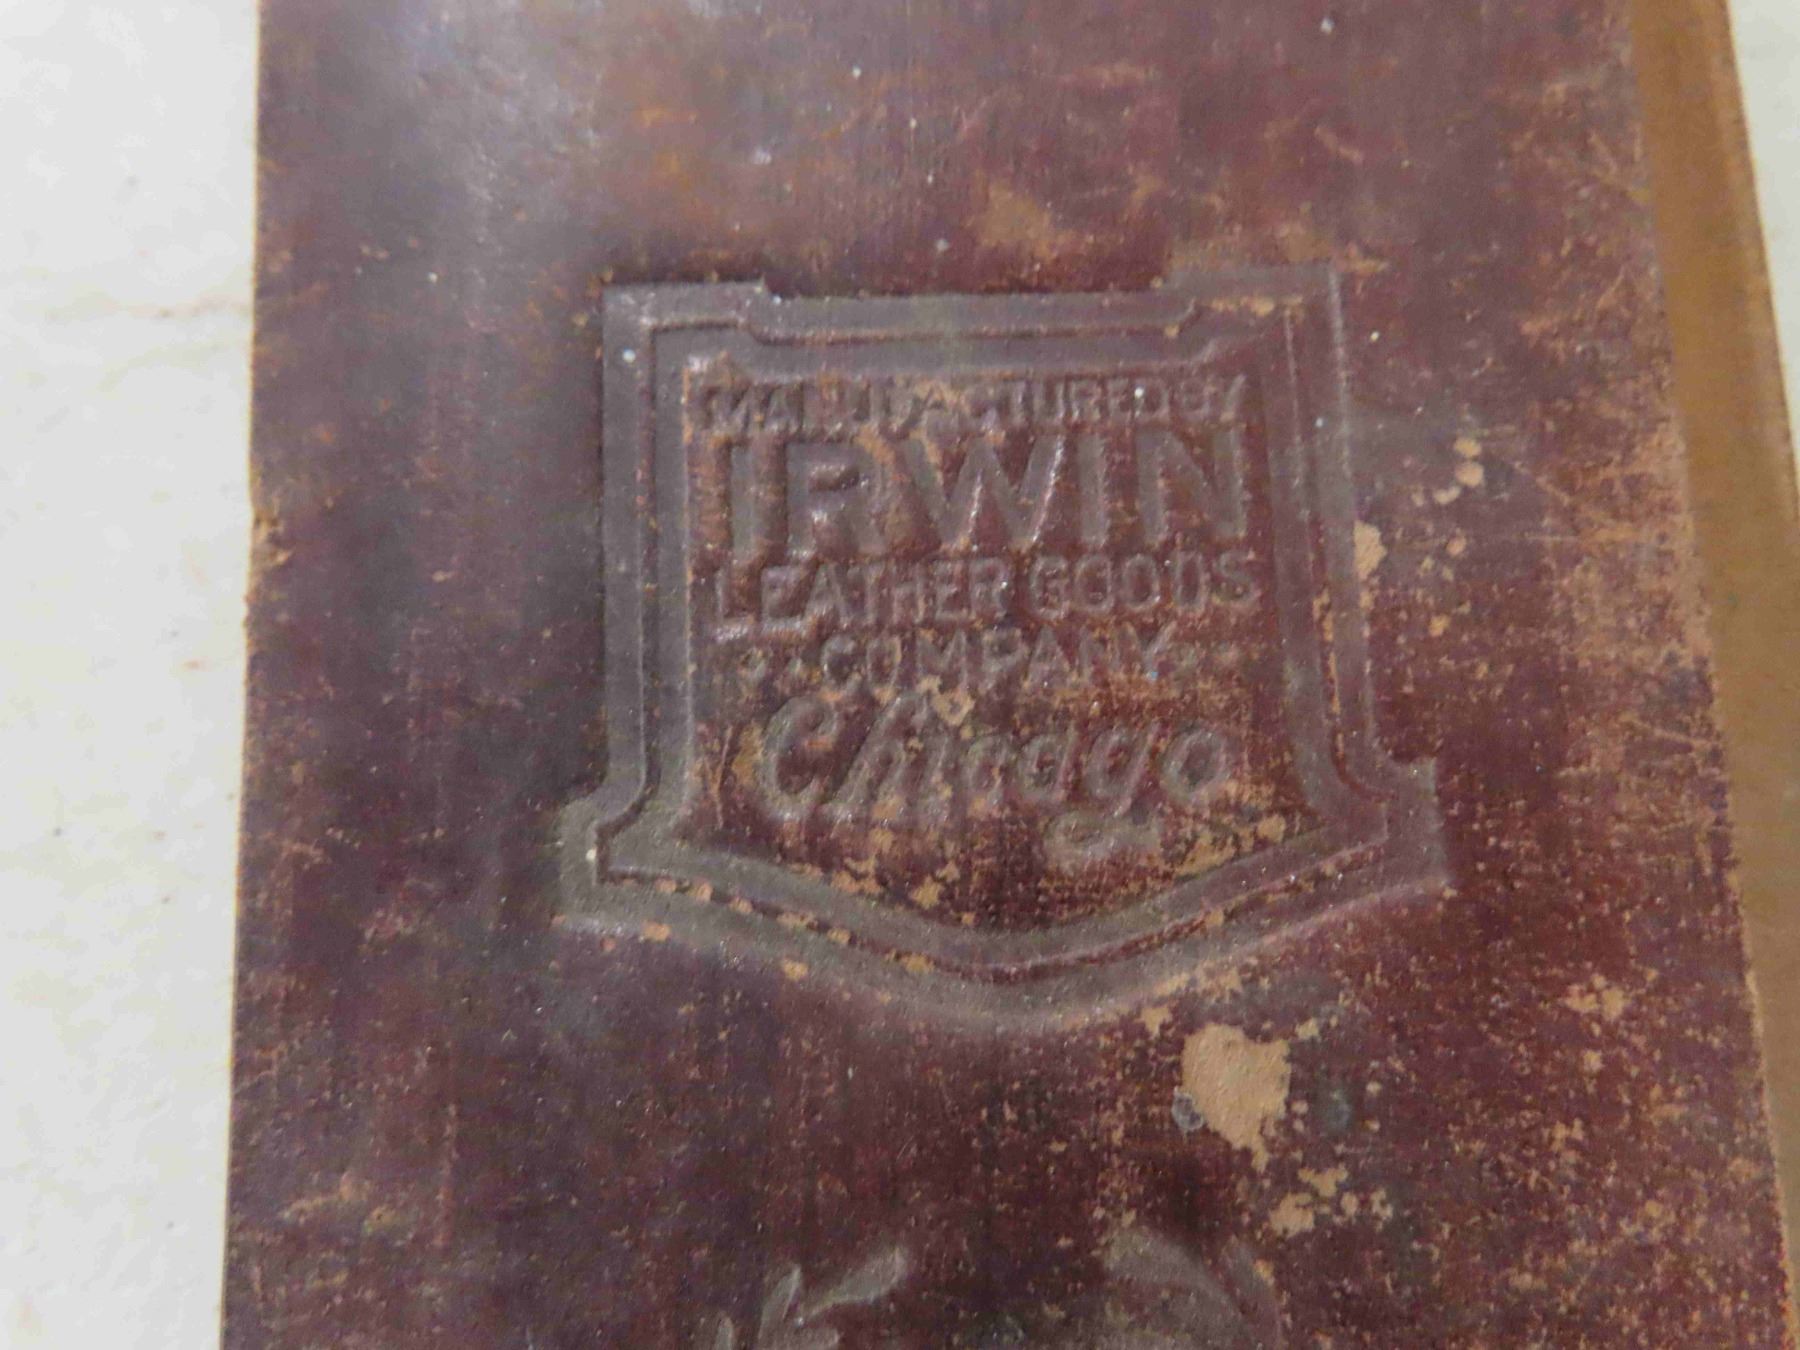 MANUFACTURED BY
IRWIN
LEATHER GOODS
COMPANY
Chicago